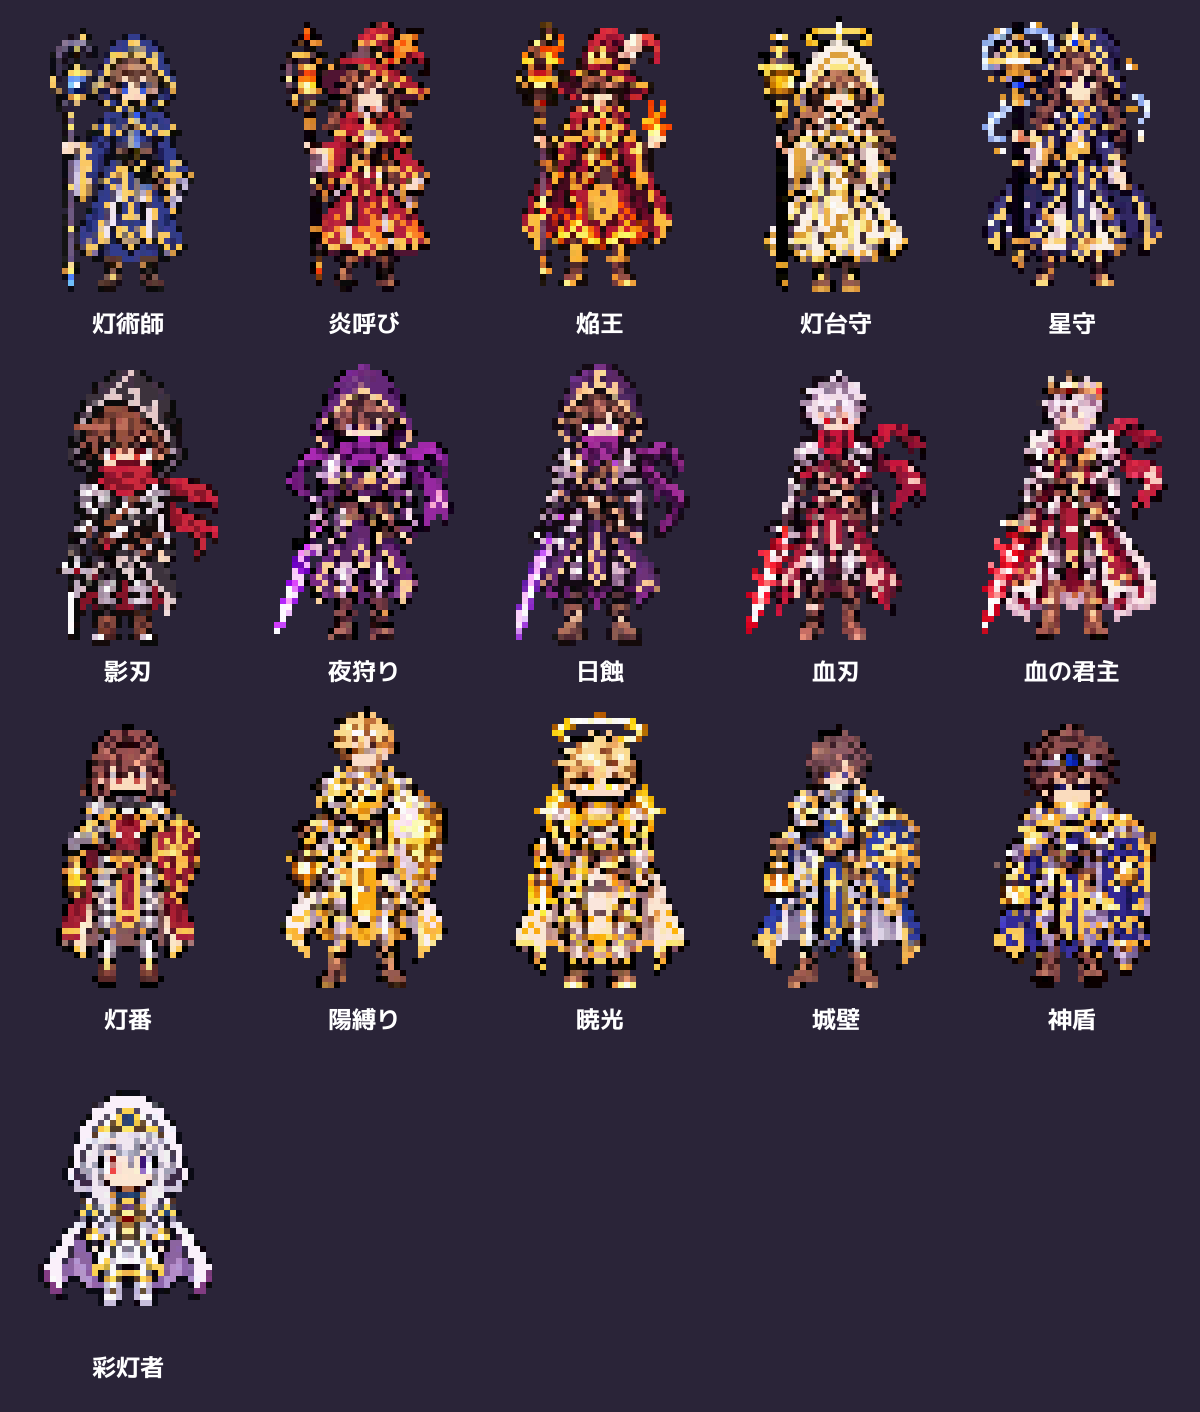 灯術師
炎呼び
焔王
灯台守
星守
影刃
夜狩り
日蝕
血刃
血の君主
灯番
陽縛り
暁光
城壁
神盾
彩灯者